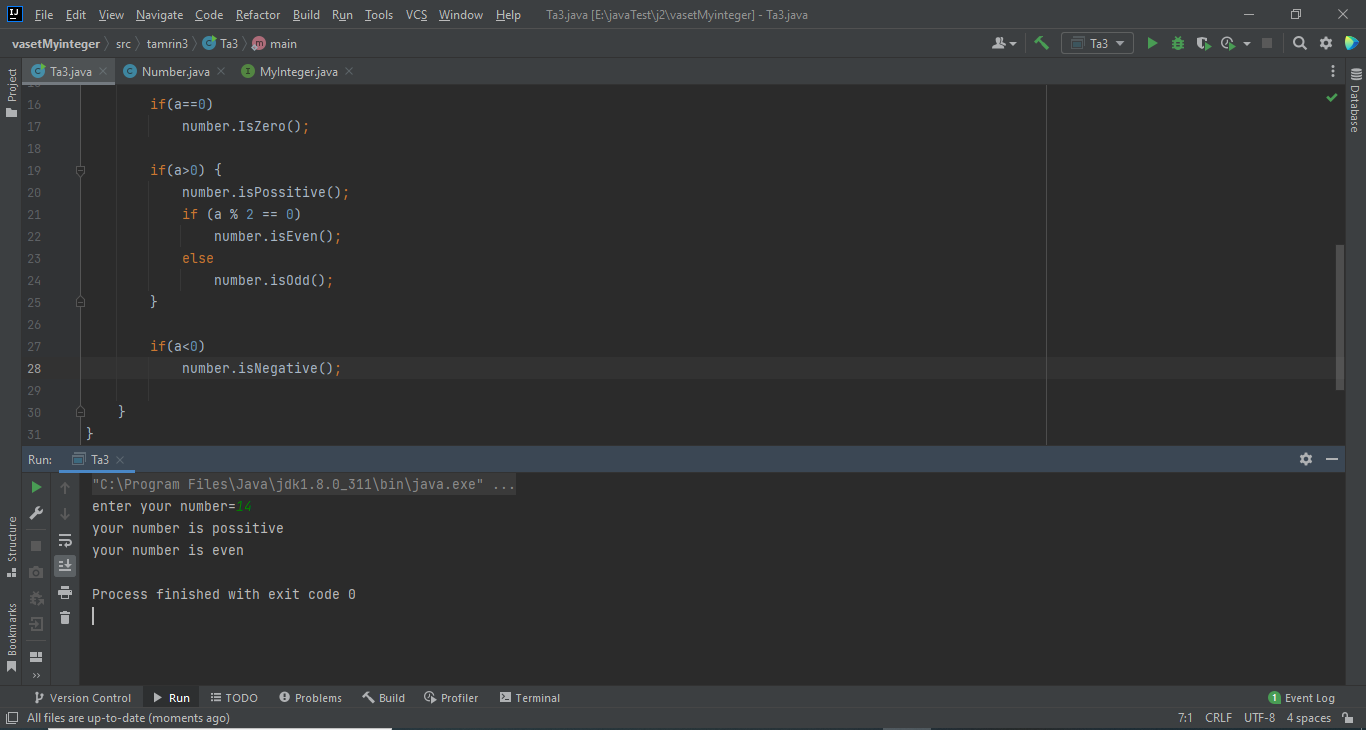 File Edit View Navigate Code Refactor Build Run Tools VCS Window Help Ta3.java [E:\javaTest\j2\vasetMyinteger] - Ta3.java
vasetMyinteger src tamrin3 Ta3 m main Ta3
Project
Ta3.java Number.java MyInteger.java
Database
16 if(a==0)
17 number.IsZero();
18
19 if(a>0) {
20 number.isPossitive();
21 if (a % 2 == 0)
22 number.isEven();
23 else
24 number.isOdd();
25 }
26
27 if(a<0)
28 number.isNegative();
29
30 }
31 }
Run: Ta3
"C:\Program Files\Java\jdk1.8.0_311\bin\java.exe" ...
enter your number=14
your number is possitive
your number is even
Process finished with exit code 0
Structure
Bookmarks
Version Control Run TODO Problems Build Profiler Terminal 1 Event Log
All files are up-to-date (moments ago) 7:1 CRLF UTF-8 4 spaces